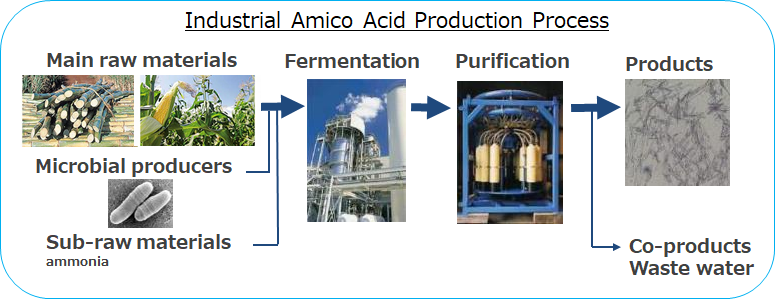 Industrial Amico Acid Production Process
Main raw materials
Fermentation
Purification
Products
Microbial producers
Sub-raw materials
ammonia
Co-products
Waste water